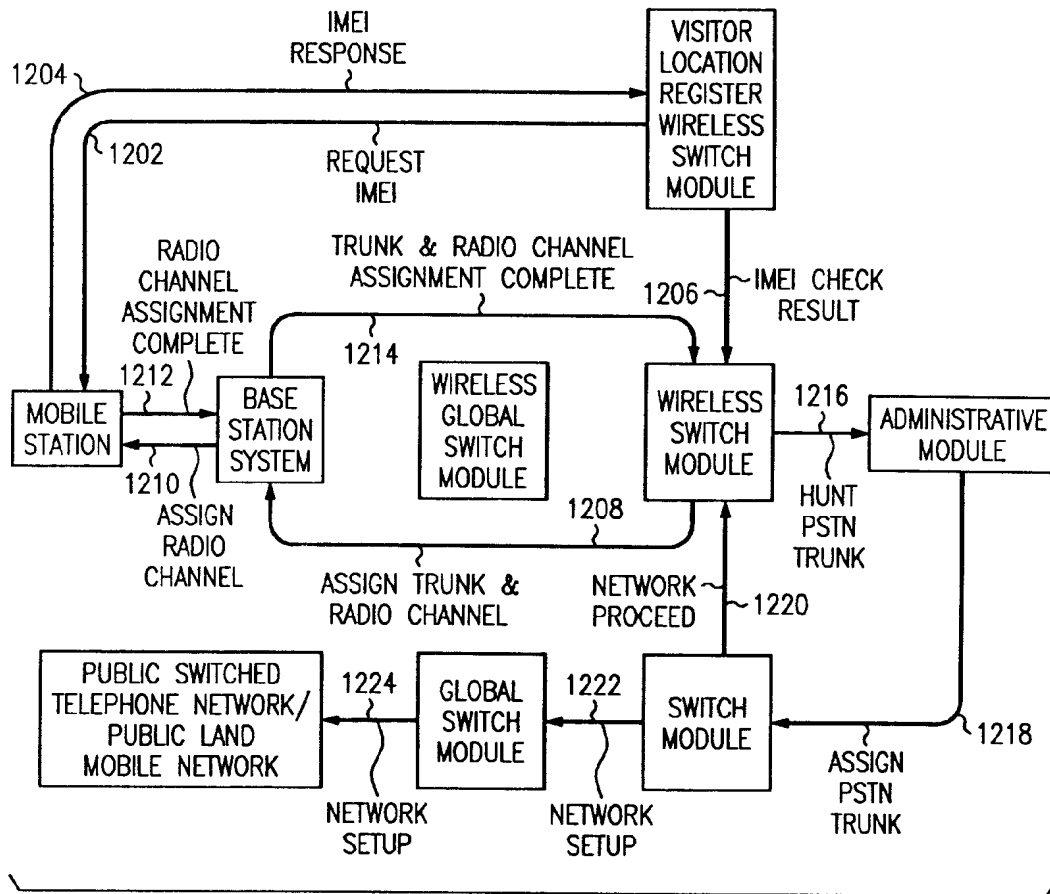 IMEI
RESPONSE
1204
1202
REQUEST
IMEI
VISITOR
LOCATION
REGISTER
WIRELESS
SWITCH
MODULE
RADIO
CHANNEL
ASSIGNMENT
COMPLETE
TRUNK & RADIO CHANNEL
ASSIGNMENT COMPLETE
1206
IMEI CHECK
RESULT
1212
1214
MOBILE
STATION
BASE
STATION
SYSTEM
WIRELESS
GLOBAL
SWITCH
MODULE
WIRELESS
SWITCH
MODULE
1216
ADMINISTRATIVE
MODULE
1210
ASSIGN
RADIO
CHANNEL
1208
HUNT
PSTN
TRUNK
ASSIGN TRUNK &
RADIO CHANNEL
NETWORK
PROCEED
1220
PUBLIC SWITCHED
TELEPHONE NETWORK/
PUBLIC LAND
MOBILE NETWORK
1224
GLOBAL
SWITCH
MODULE
1222
SWITCH
MODULE
1218
NETWORK
SETUP
NETWORK
SETUP
ASSIGN
PSTN
TRUNK